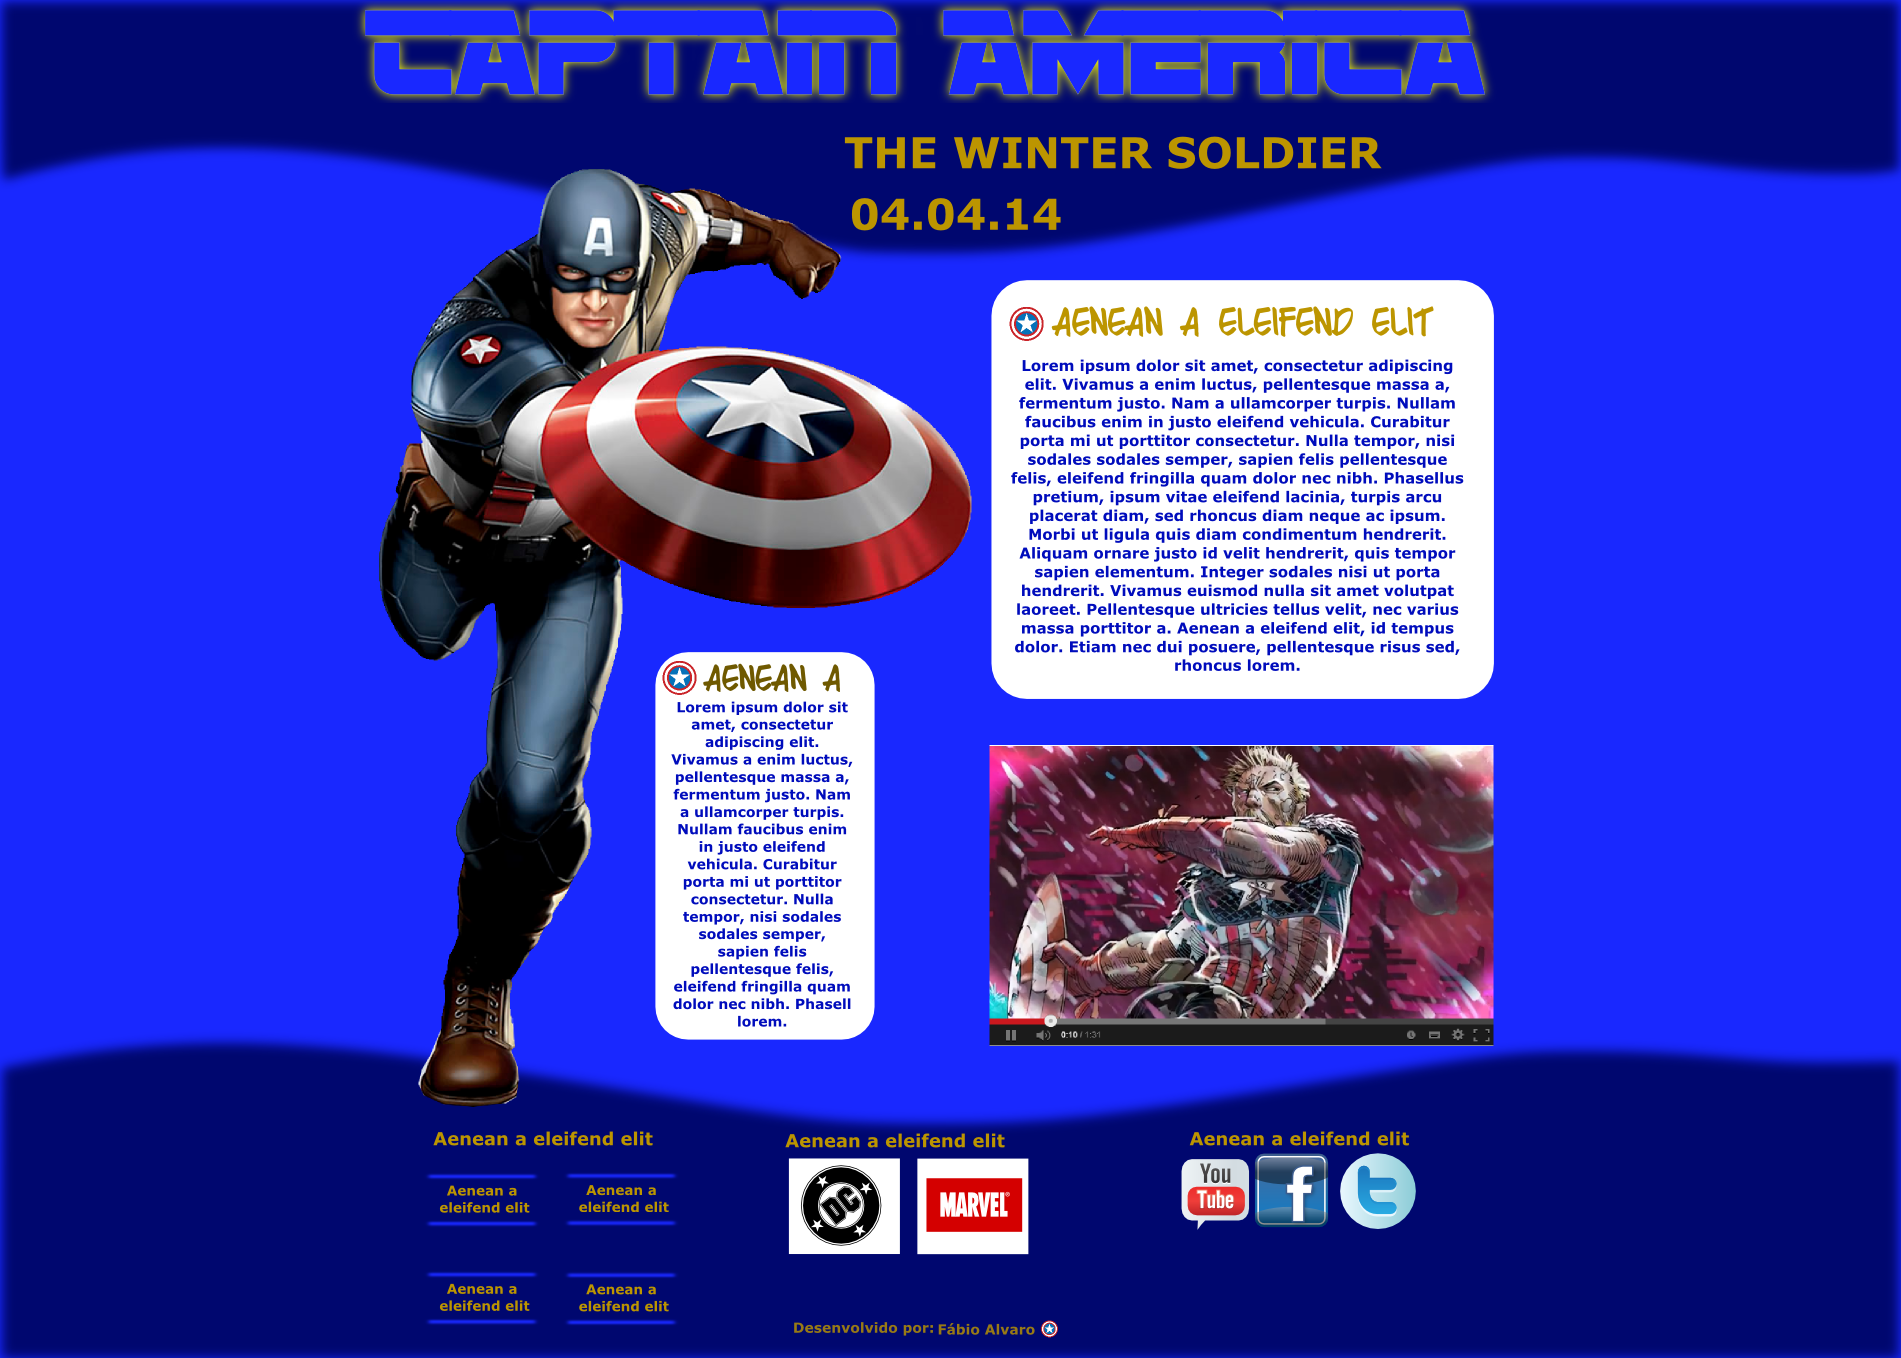 CAPTAIN AMERICA
THE WINTER SOLDIER
04.04.14
A
AENEAN A ELEIFEND ELIT
Lorem ipsum dolor sit amet, consectetur adipiscing
elit. Vivamus a enim luctus, pellentesque massa a,
fermentum justo. Nam a ullamcorper turpis. Nullam
faucibus enim in justo eleifend vehicula. Curabitur
porta mi ut porttitor consectetur. Nulla tempor, nisi
sodales sodales semper, sapien felis pellentesque
felis, eleifend fringilla quam dolor nec nibh. Phasellus
pretium, ipsum vitae eleifend lacinia, turpis arcu
placerat diam, sed rhoncus diam neque ac ipsum.
Morbi ut ligula quis diam condimentum hendrerit.
Aliquam ornare justo id velit hendrerit, quis tempor
sapien elementum. Integer sodales nisi ut porta
hendrerit. Vivamus euismod nulla sit amet volutpat
laoreet. Pellentesque ultricies tellus velit, nec varius
massa porttitor a. Aenean a eleifend elit, id tempus
dolor. Etiam nec dui posuere, pellentesque risus sed,
rhoncus lorem.
AENEAN A
Lorem ipsum dolor sit
amet, consectetur
adipiscing elit.
Vivamus a enim luctus,
pellentesque massa a,
fermentum justo. Nam
a ullamcorper turpis.
Nullam faucibus enim
in justo eleifend
vehicula. Curabitur
porta mi ut porttitor
consectetur. Nulla
tempor, nisi sodales
sodales semper,
sapien felis
pellentesque felis,
eleifend fringilla quam
dolor nec nibh. Phasell
lorem.
0:10 / 1:31
Aenean a eleifend elit
Aenean a
eleifend elit
Aenean a
eleifend elit
Aenean a
eleifend elit
Aenean a
eleifend elit
Aenean a eleifend elit
DC
MARVEL
Aenean a eleifend elit
You
Tube
f
t
Desenvolvido por: Fábio Alvaro